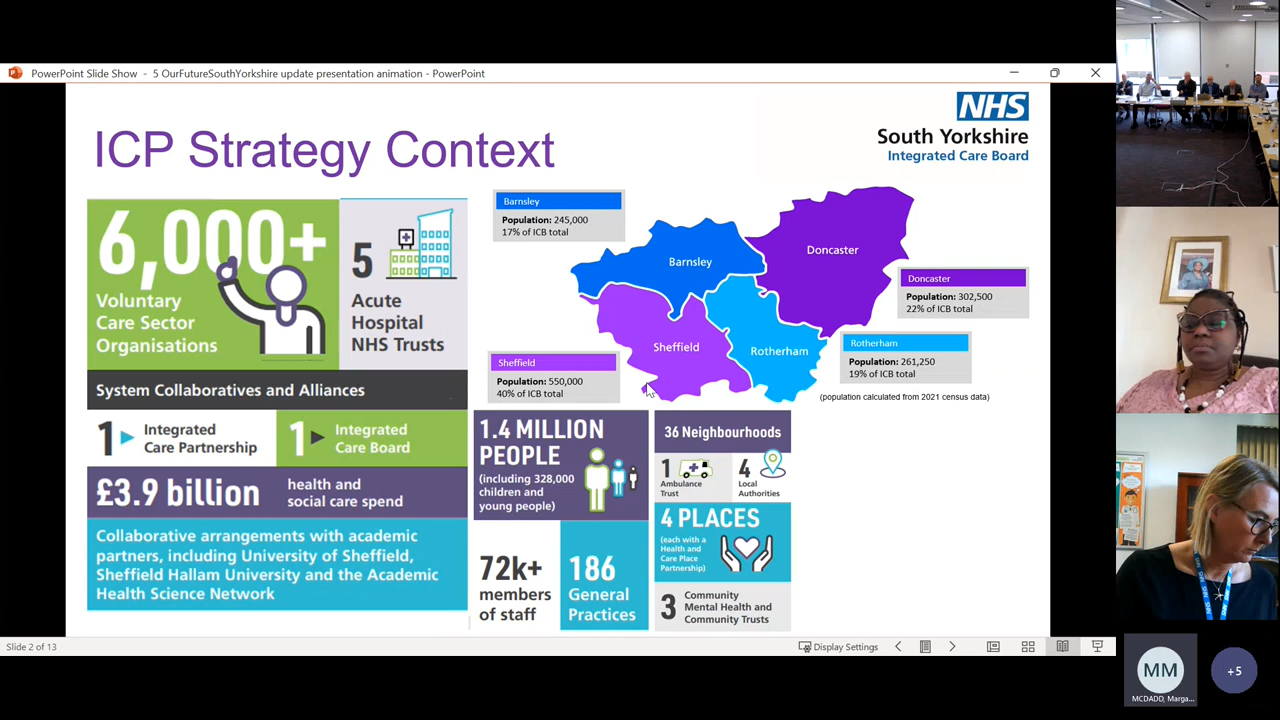 PowerPoint Slide Show - 5 OurFutureSouthYorkshire update presentation animation - PowerPoint
NHS
South Yorkshire
Integrated Care Board
ICP Strategy Context
6,000+
Voluntary
Care Sector
Organisations
5
Acute
Hospital
NHS Trusts
System Collaboratives and Alliances
1
Integrated
Care Partnership
1
Integrated
Care Board
£3.9 billion
health and
social care spend
Collaborative arrangements with academic
partners, including University of Sheffield,
Sheffield Hallam University and the Academic
Health Science Network
Barnsley
Population: 245,000
17% of ICB total
Barnsley
Doncaster
Sheffield
Rotherham
Doncaster
Population: 302,500
22% of ICB total
Rotherham
Population: 261,250
19% of ICB total
Sheffield
Population: 550,000
40% of ICB total
(population calculated from 2021 census data)
1.4 MILLION
PEOPLE
(including 328,000
children and
young people)
72k+
members
of staff
186
General
Practices
36 Neighbourhoods
1
Ambulance
Trust
4
Local
Authorities
4 PLACES
(each with a
Health and
Care Place
Partnership)
3
Community
Mental Health and
Community Trusts
Slide 2 of 13
Display Settings
MM
MCDADD, Marga...
+5